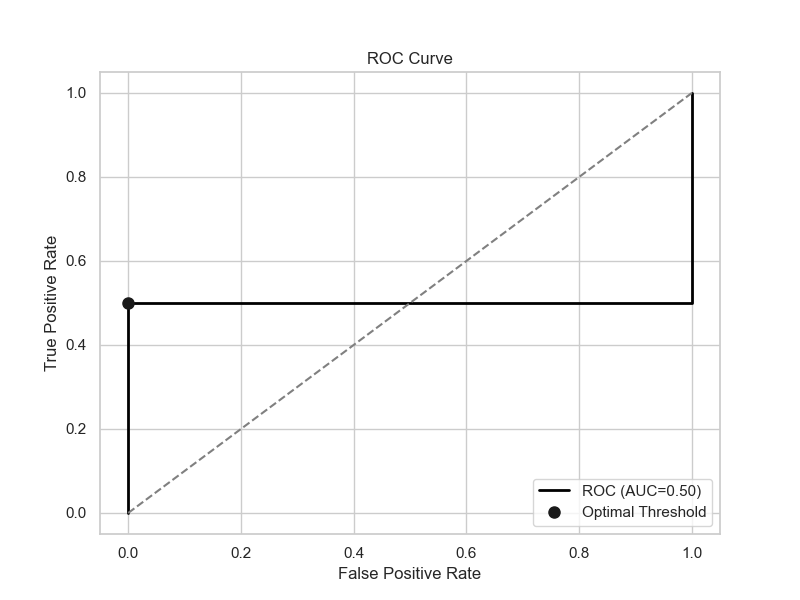 ROC Curve
True Positive Rate
1.0
0.8
0.6
0.4
0.2
0.0
0.0 0.2 0.4 0.6 0.8 1.0
False Positive Rate
ROC (AUC=0.50)
Optimal Threshold